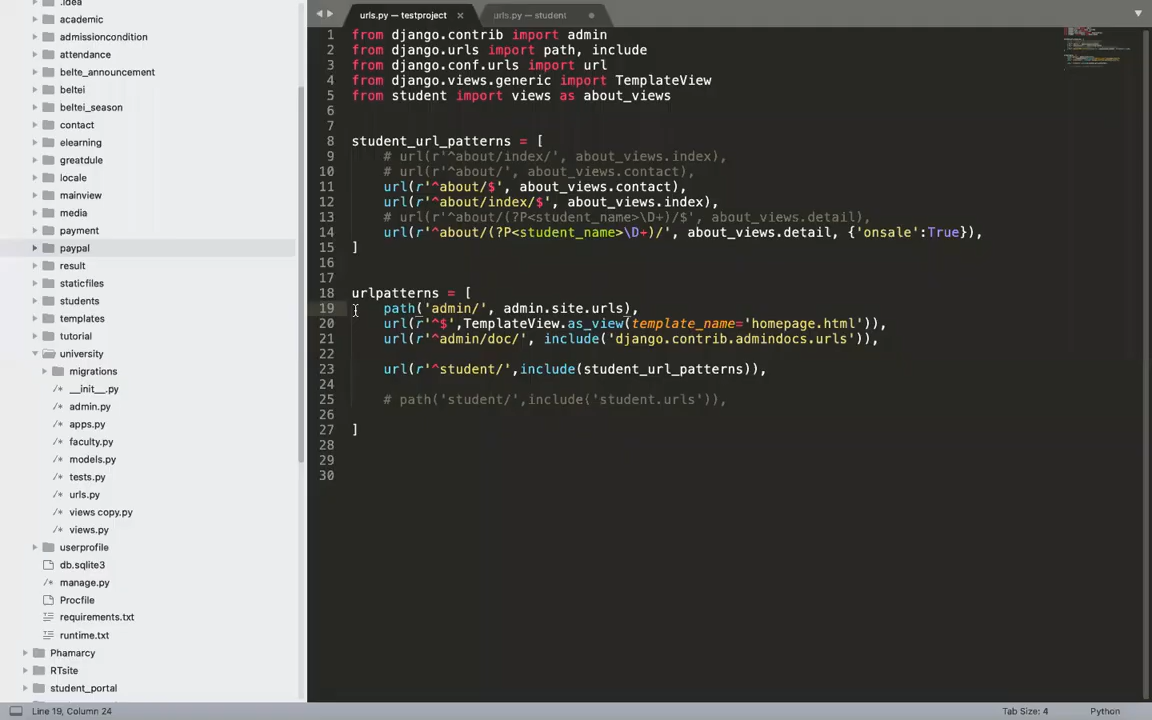 .idea
academic
admissioncondition
attendance
belte_announcement
beltei
beltei_season
contact
elearning
greatdule
locale
mainview
media
payment
paypal
result
staticfiles
students
templates
tutorial
university
migrations
/* __init__.py
/* admin.py
/* apps.py
/* faculty.py
/* models.py
/* tests.py
/* urls.py
/* views copy.py
/* views.py
userprofile
db.sqlite3
manage.py
Procfile
requirements.txt
runtime.txt
Phamarcy
RTsite
student_portal
urls.py — testproject
urls.py — student
1 from django.contrib import admin
2 from django.urls import path, include
3 from django.conf.urls import url
4 from django.views.generic import TemplateView
5 from student import views as about_views
6
7
8 student_url_patterns = [
9 # url(r'^about/index/', about_views.index),
10 # url(r'^about/', about_views.contact),
11 url(r'^about/$', about_views.contact),
12 url(r'^about/index/$', about_views.index),
13 # url(r'^about/(?P<student_name>\D+)/$', about_views.detail),
14 url(r'^about/(?P<student_name>\D+)/', about_views.detail, {'onsale':True}),
15 ]
16
17
18 urlpatterns = [
19 path('admin/', admin.site.urls),
20 url(r'^$',TemplateView.as_view(template_name='homepage.html')),
21 url(r'^admin/doc/', include('django.contrib.admindocs.urls')),
22
23 url(r'^student/',include(student_url_patterns)),
24
25 # path('student/',include('student.urls')),
26
27 ]
28
29
30
Line 19, Column 24
Tab Size: 4
Python